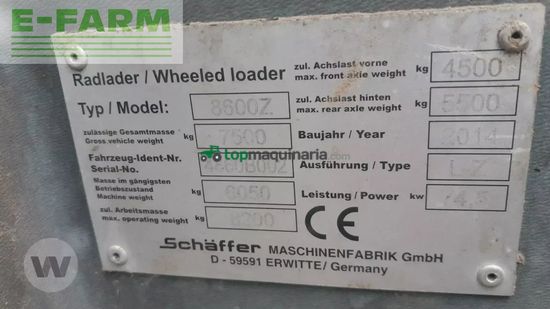 E-FARM
Radlader / Wheeled loader
Typ / Model: 8600Z
zulässige Gesamtmasse
Gross vehicle weight kg 7500
Fahrzeug-Ident-Nr.
Serial-No.
Masse im gängigsten
Betriebszustand
Machine weight kg 6050
zul. Arbeitsmasse
max. operating weight kg
zul. Achslast vorne
max. front axle weight kg 4500
zul. Achslast hinten
max. rear axle weight kg 5500
Baujahr / Year
Ausführung / Type
Leistung / Power kw
CE
topmaquinaria.com
Schäffer MASCHINENFABRIK GmbH
D - 59591 ERWITTE / Germany
W